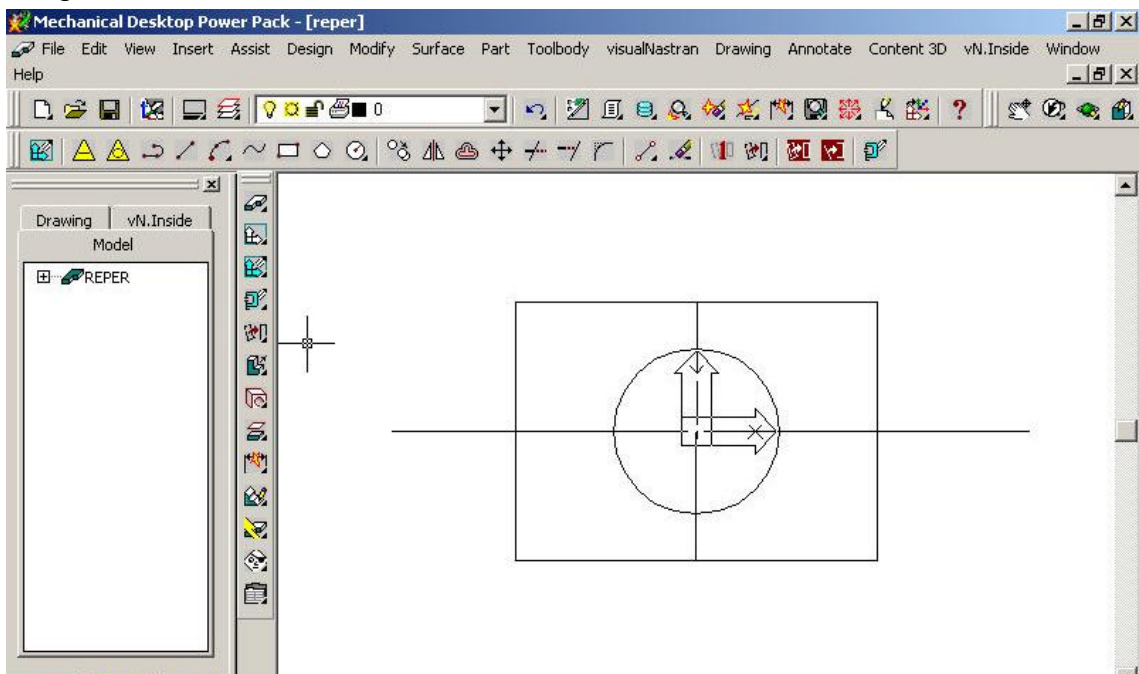 Mechanical Desktop Power Pack - [reper]
File Edit View Insert Assist Design Modify Surface Part Toolbody visualNastran Drawing Annotate Content 3D vN.Inside Window
Help
0
Drawing vN.Inside
Model
REPER
X